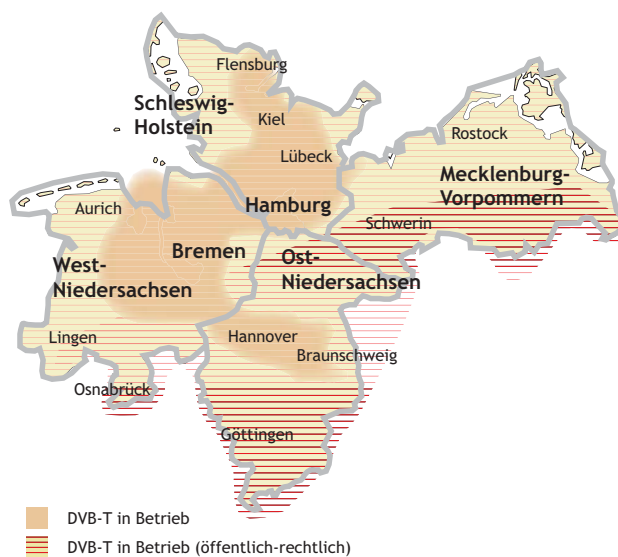 Flensburg
Schleswig-
Holstein
Kiel
Rostock
Lübeck
Mecklenburg-
Vorpommern
Aurich
Hamburg
Schwerin
Bremen
Ost-
Niedersachsen
West-
Niedersachsen
Lingen
Hannover
Braunschweig
Osnabrück
Göttingen
DVB-T in Betrieb
DVB-T in Betrieb (öffentlich-rechtlich)